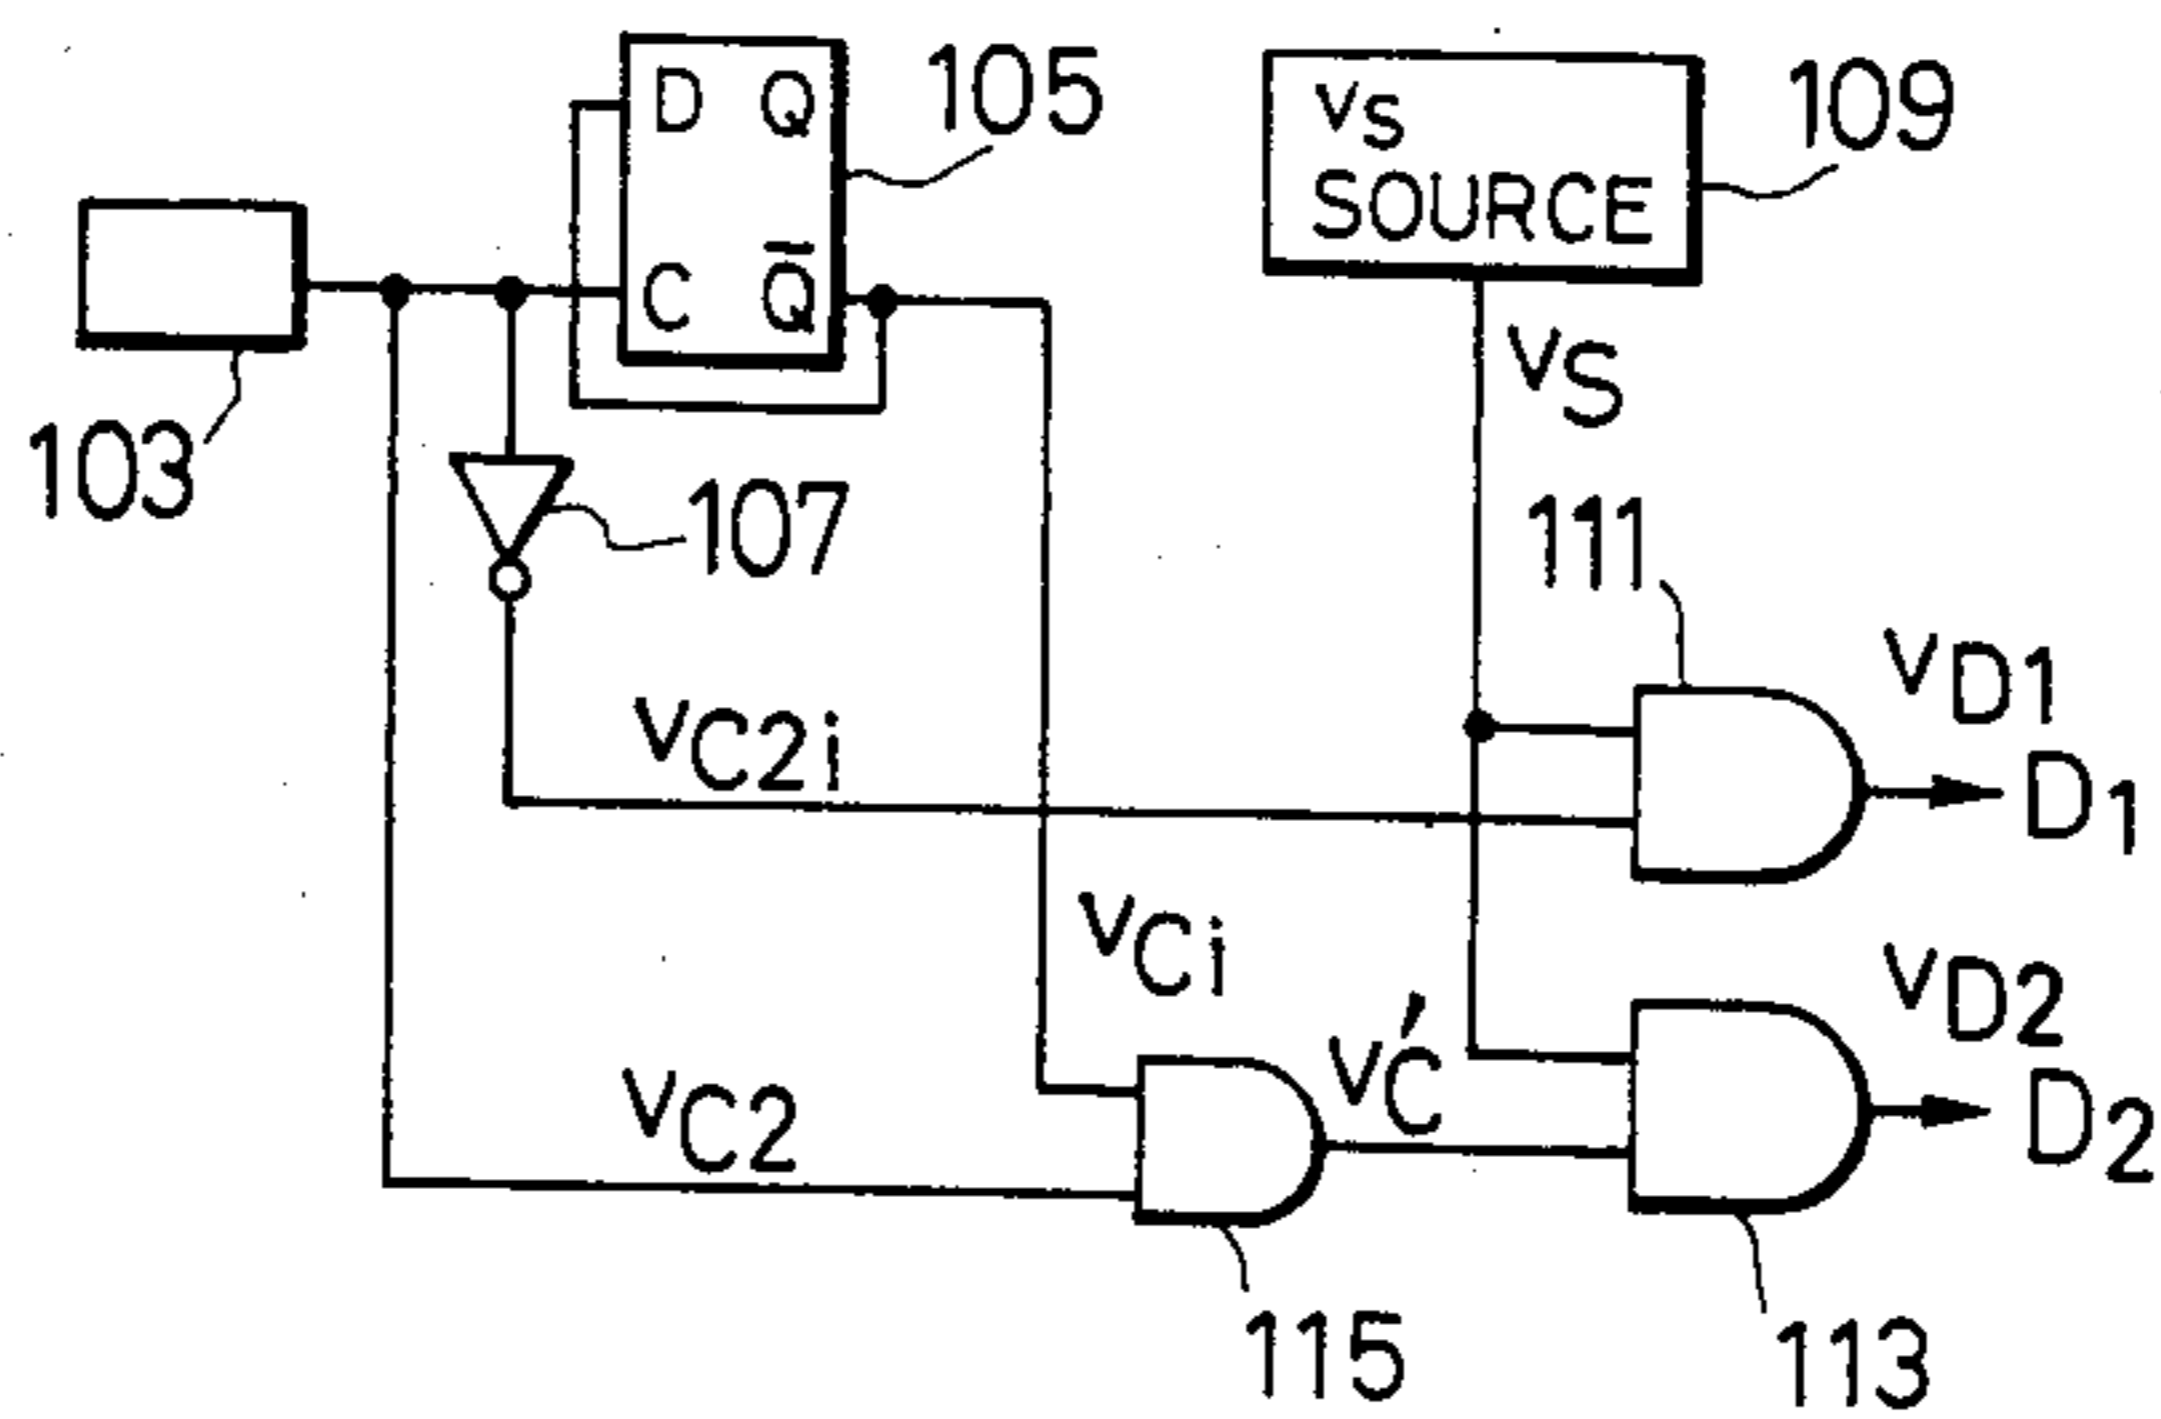 D Q
C Q̅
105
vS
SOURCE
109
103
vS
107
111
vD1
D1
vC2i
vCi
vD2
D2
v'C
vC2
115
113